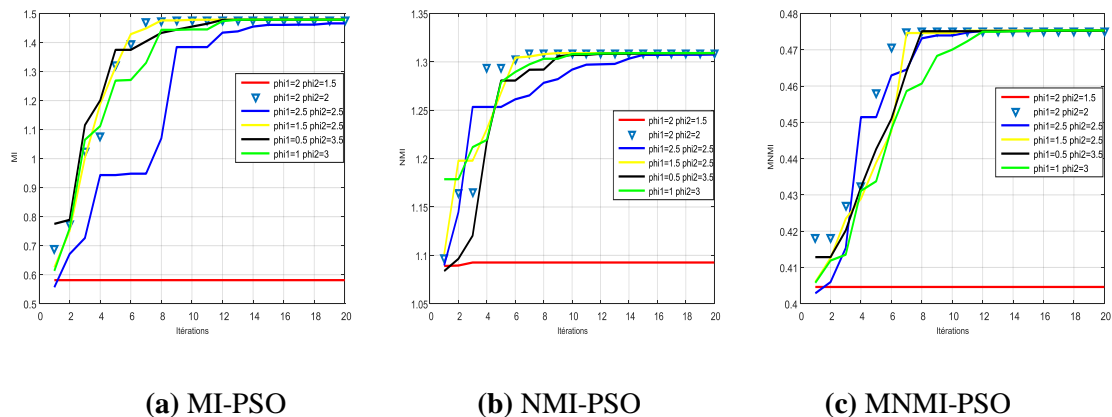 1.5
1.4
1.3
1.2
1.1
1
0.9
0.8
0.7
0.6
0.5
MI
0 2 4 6 8 10 12 14 16 18 20
Itérations
phi1=2 phi2=1.5
phi1=2 phi2=2
phi1=2.5 phi2=2.5
phi1=1.5 phi2=2.5
phi1=0.5 phi2=3.5
phi1=1 phi2=3
(a) MI-PSO
1.35
1.3
1.25
1.2
1.15
1.1
1.05
NMI
0 2 4 6 8 10 12 14 16 18 20
Itérations
phi1=2 phi2=1.5
phi1=2 phi2=2
phi1=2.5 phi2=2.5
phi1=1.5 phi2=2.5
phi1=0.5 phi2=3.5
phi1=1 phi2=3
(b) NMI-PSO
0.48
0.47
0.46
0.45
0.44
0.43
0.42
0.41
0.4
MNMI
0 2 4 6 8 10 12 14 16 18 20
Itérations
phi1=2 phi2=1.5
phi1=2 phi2=2
phi1=2.5 phi2=2.5
phi1=1.5 phi2=2.5
phi1=0.5 phi2=3.5
phi1=1 phi2=3
(c) MNMI-PSO